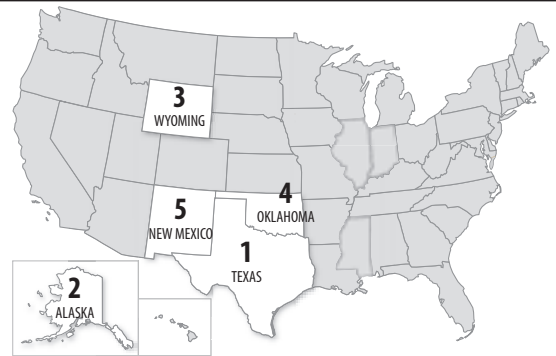 3
WYOMING
4
OKLAHOMA
5
NEW MEXICO
1
TEXAS
2
ALASKA